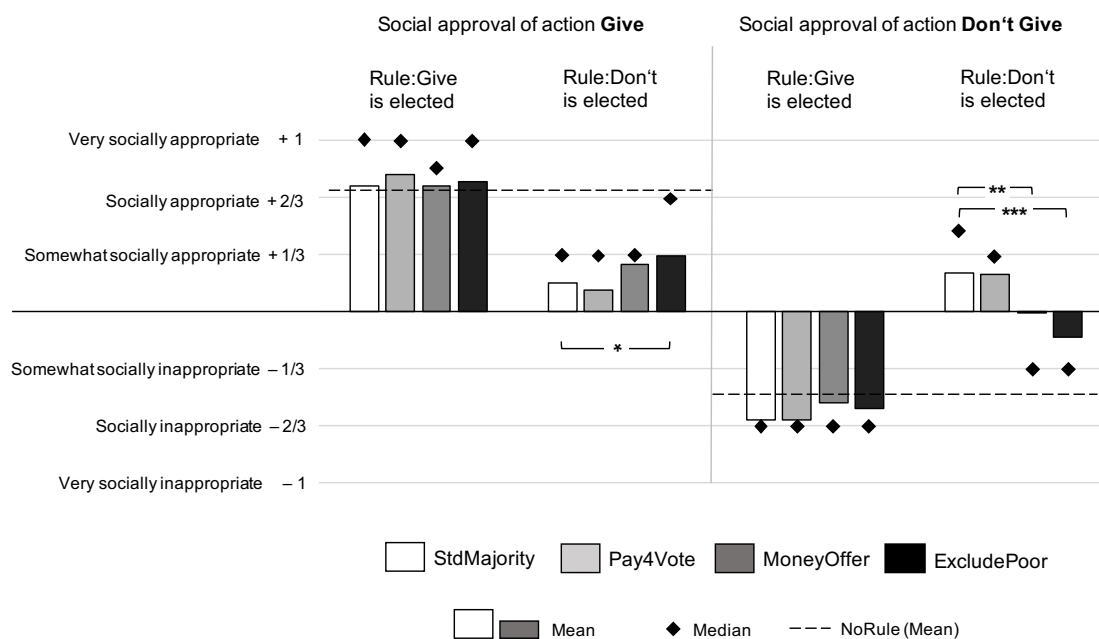 Social approval of action Give
Social approval of action Don‘t Give
Rule:Give
is elected
Rule:Don‘t
is elected
Rule:Give
is elected
Rule:Don‘t
is elected
Very socially appropriate + 1
Socially appropriate + 2/3
Somewhat socially appropriate + 1/3
Somewhat socially inappropriate – 1/3
Socially inappropriate – 2/3
Very socially inappropriate – 1
*
**
***
StdMajority
Pay4Vote
MoneyOffer
ExcludePoor
Mean
Median
NoRule (Mean)